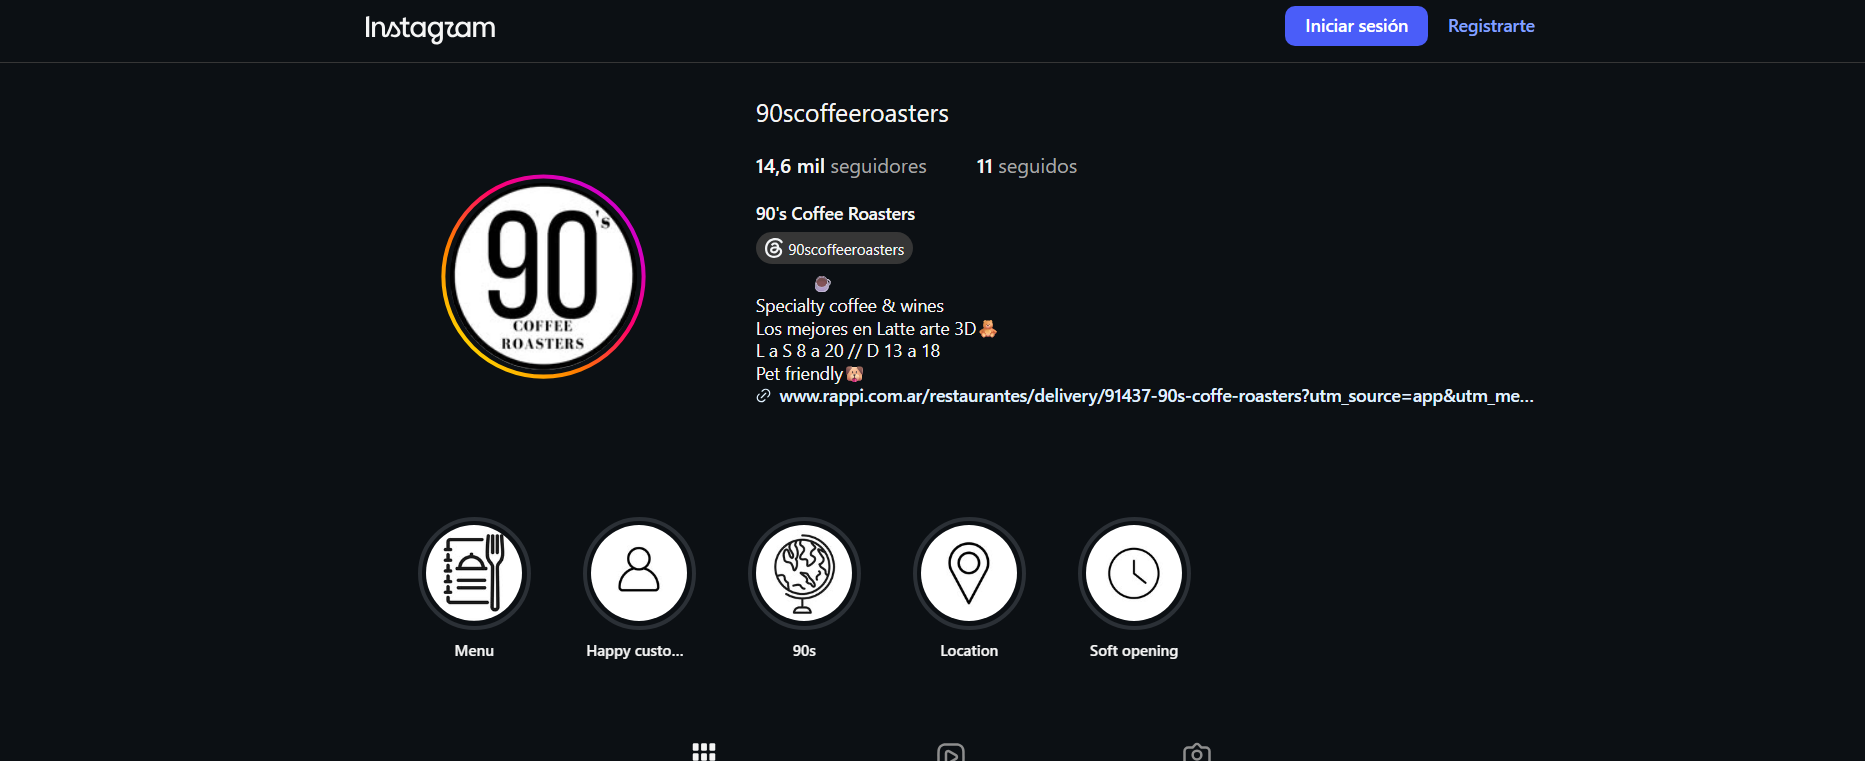 Instagram
Iniciar sesión
Registrarte
90scoffeeroasters
14,6 mil seguidores 11 seguidos
90's
COFFEE
ROASTERS
90's Coffee Roasters
90scoffeeroasters
☕
Specialty coffee & wines
Los mejores en Latte arte 3D🧸
L a S 8 a 20 // D 13 a 18
Pet friendly🐶
www.rappi.com.ar/restaurantes/delivery/91437-90s-coffe-roasters?utm_source=app&utm_me...
Menu
Happy custo...
90s
Location
Soft opening